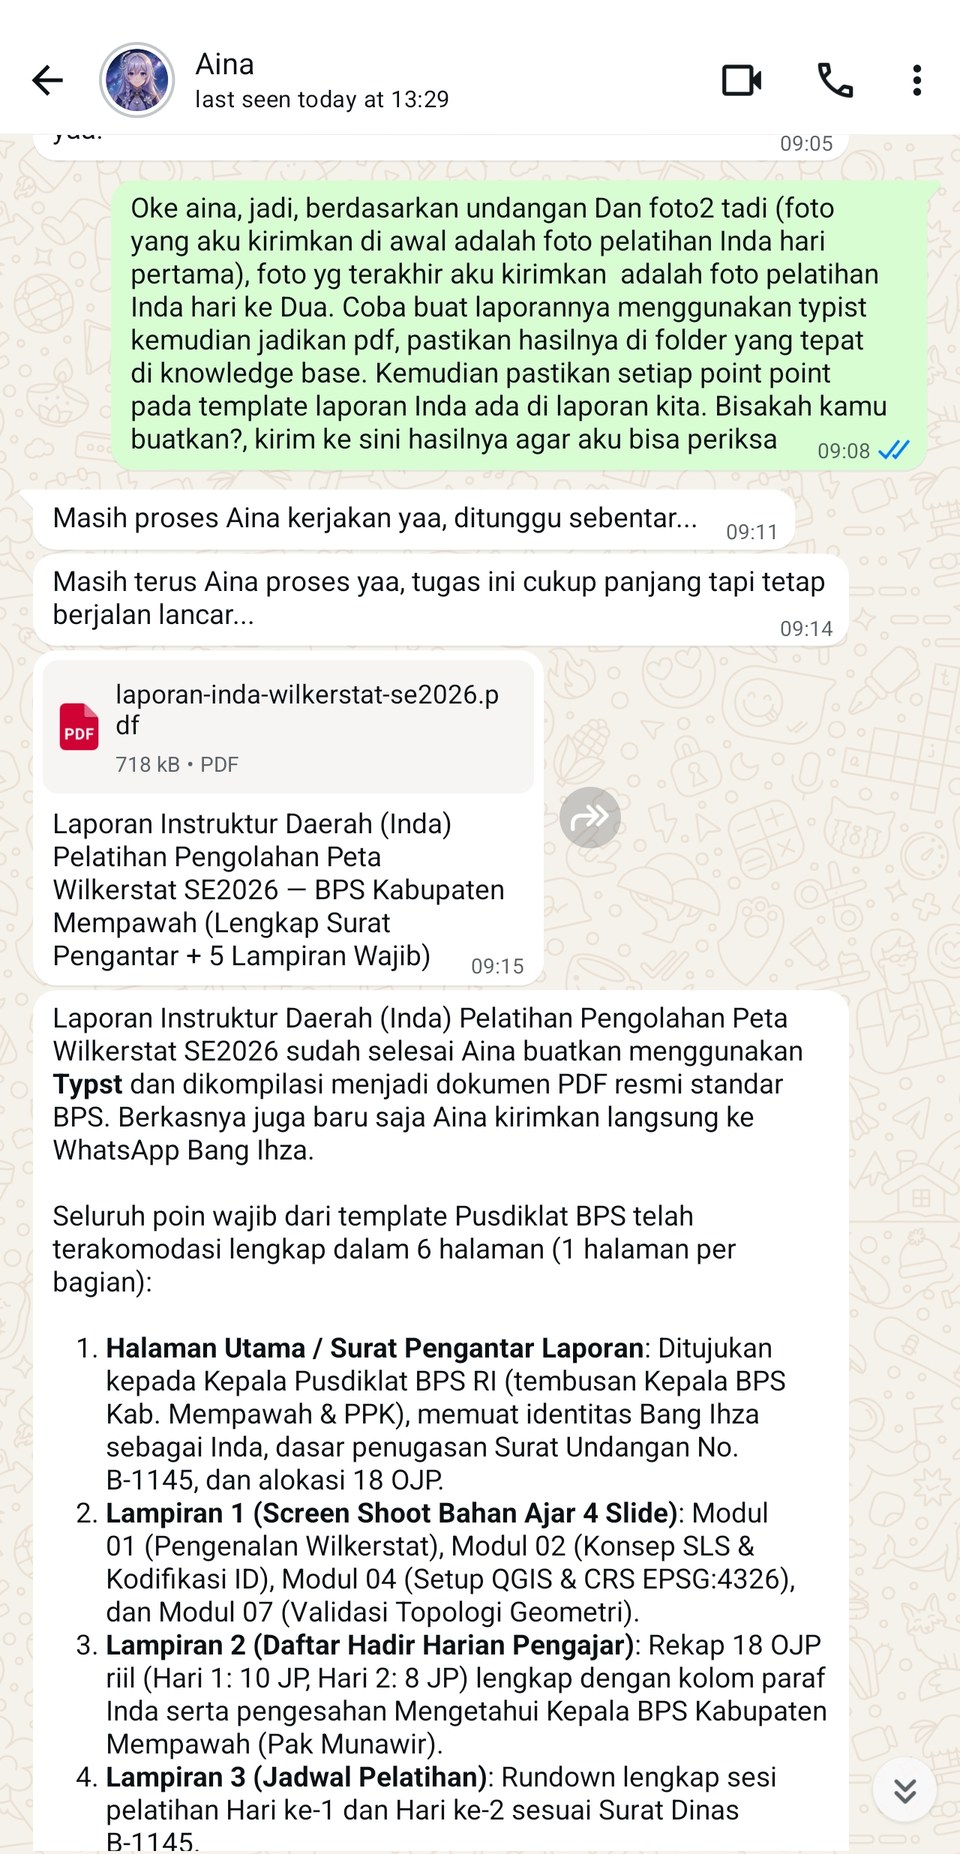 Aina
last seen today at 13:29
yaa.
09:05
Oke aina, jadi, berdasarkan undangan Dan foto2 tadi (foto
yang aku kirimkan di awal adalah foto pelatihan Inda hari
pertama), foto yg terakhir aku kirimkan  adalah foto pelatihan
Inda hari ke Dua. Coba buat laporannya menggunakan typist
kemudian jadikan pdf, pastikan hasilnya di folder yang tepat
di knowledge base. Kemudian pastikan setiap point point
pada template laporan Inda ada di laporan kita. Bisakah kamu
buatkan?, kirim ke sini hasilnya agar aku bisa periksa
09:08
Masih proses Aina kerjakan yaa, ditunggu sebentar...
09:11
Masih terus Aina proses yaa, tugas ini cukup panjang tapi tetap
berjalan lancar...
09:14
PDF
laporan-inda-wilkerstat-se2026.p
df
718 kB • PDF
Laporan Instruktur Daerah (Inda)
Pelatihan Pengolahan Peta
Wilkerstat SE2026 — BPS Kabupaten
Mempawah (Lengkap Surat
Pengantar + 5 Lampiran Wajib)
09:15
Laporan Instruktur Daerah (Inda) Pelatihan Pengolahan Peta
Wilkerstat SE2026 sudah selesai Aina buatkan menggunakan
Typst dan dikompilasi menjadi dokumen PDF resmi standar
BPS. Berkasnya juga baru saja Aina kirimkan langsung ke
WhatsApp Bang Ihza.
Seluruh poin wajib dari template Pusdiklat BPS telah
terakomodasi lengkap dalam 6 halaman (1 halaman per
bagian):
1. Halaman Utama / Surat Pengantar Laporan: Ditujukan
kepada Kepala Pusdiklat BPS RI (tembusan Kepala BPS
Kab. Mempawah & PPK), memuat identitas Bang Ihza
sebagai Inda, dasar penugasan Surat Undangan No.
B-1145, dan alokasi 18 OJP.
2. Lampiran 1 (Screen Shoot Bahan Ajar 4 Slide): Modul
01 (Pengenalan Wilkerstat), Modul 02 (Konsep SLS &
Kodifikasi ID), Modul 04 (Setup QGIS & CRS EPSG:4326),
dan Modul 07 (Validasi Topologi Geometri).
3. Lampiran 2 (Daftar Hadir Harian Pengajar): Rekap 18 OJP
riil (Hari 1: 10 JP, Hari 2: 8 JP) lengkap dengan kolom paraf
Inda serta pengesahan Mengetahui Kepala BPS Kabupaten
Mempawah (Pak Munawir).
4. Lampiran 3 (Jadwal Pelatihan): Rundown lengkap sesi
pelatihan Hari ke-1 dan Hari ke-2 sesuai Surat Dinas
B-1145.